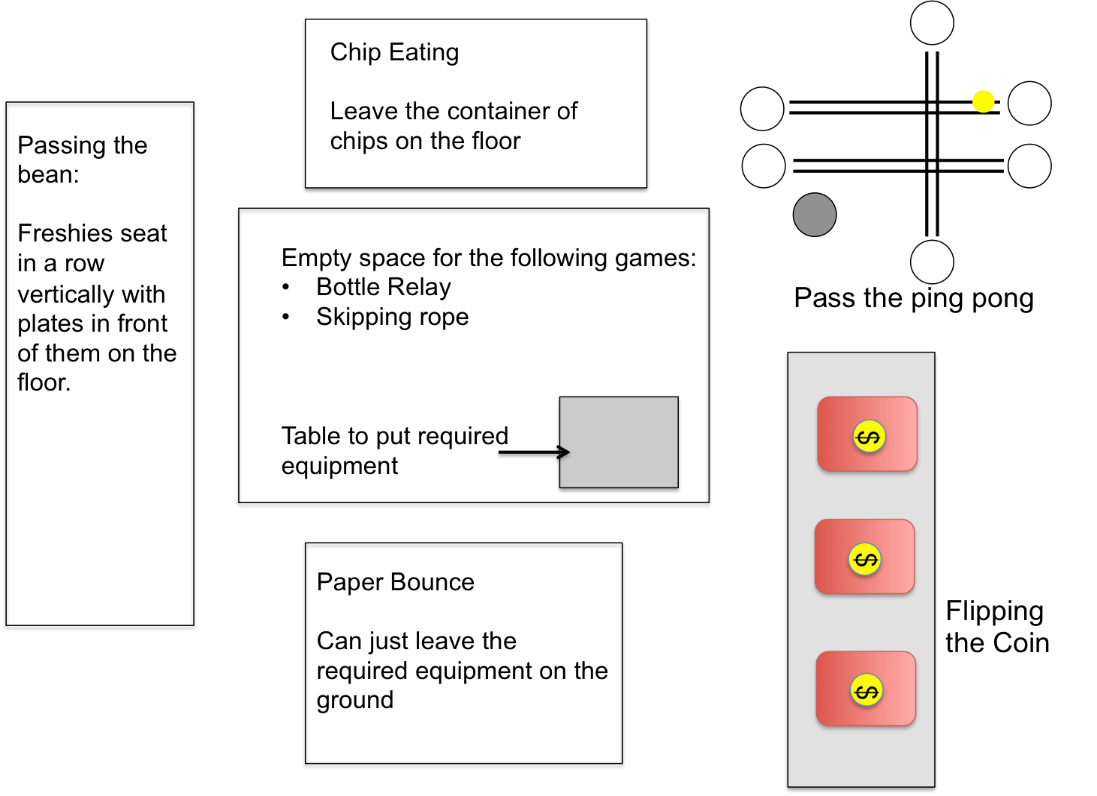 Chip Eating
Leave the container of
chips on the floor
Passing the
bean:
Freshies seat
in a row
vertically with
plates in front
of them on the
floor.
Empty space for the following games:
• Bottle Relay
• Skipping rope
Table to put required
equipment
Pass the ping pong
Paper Bounce
Can just leave the
required equipment on the
ground
$
$
$
Flipping
the Coin